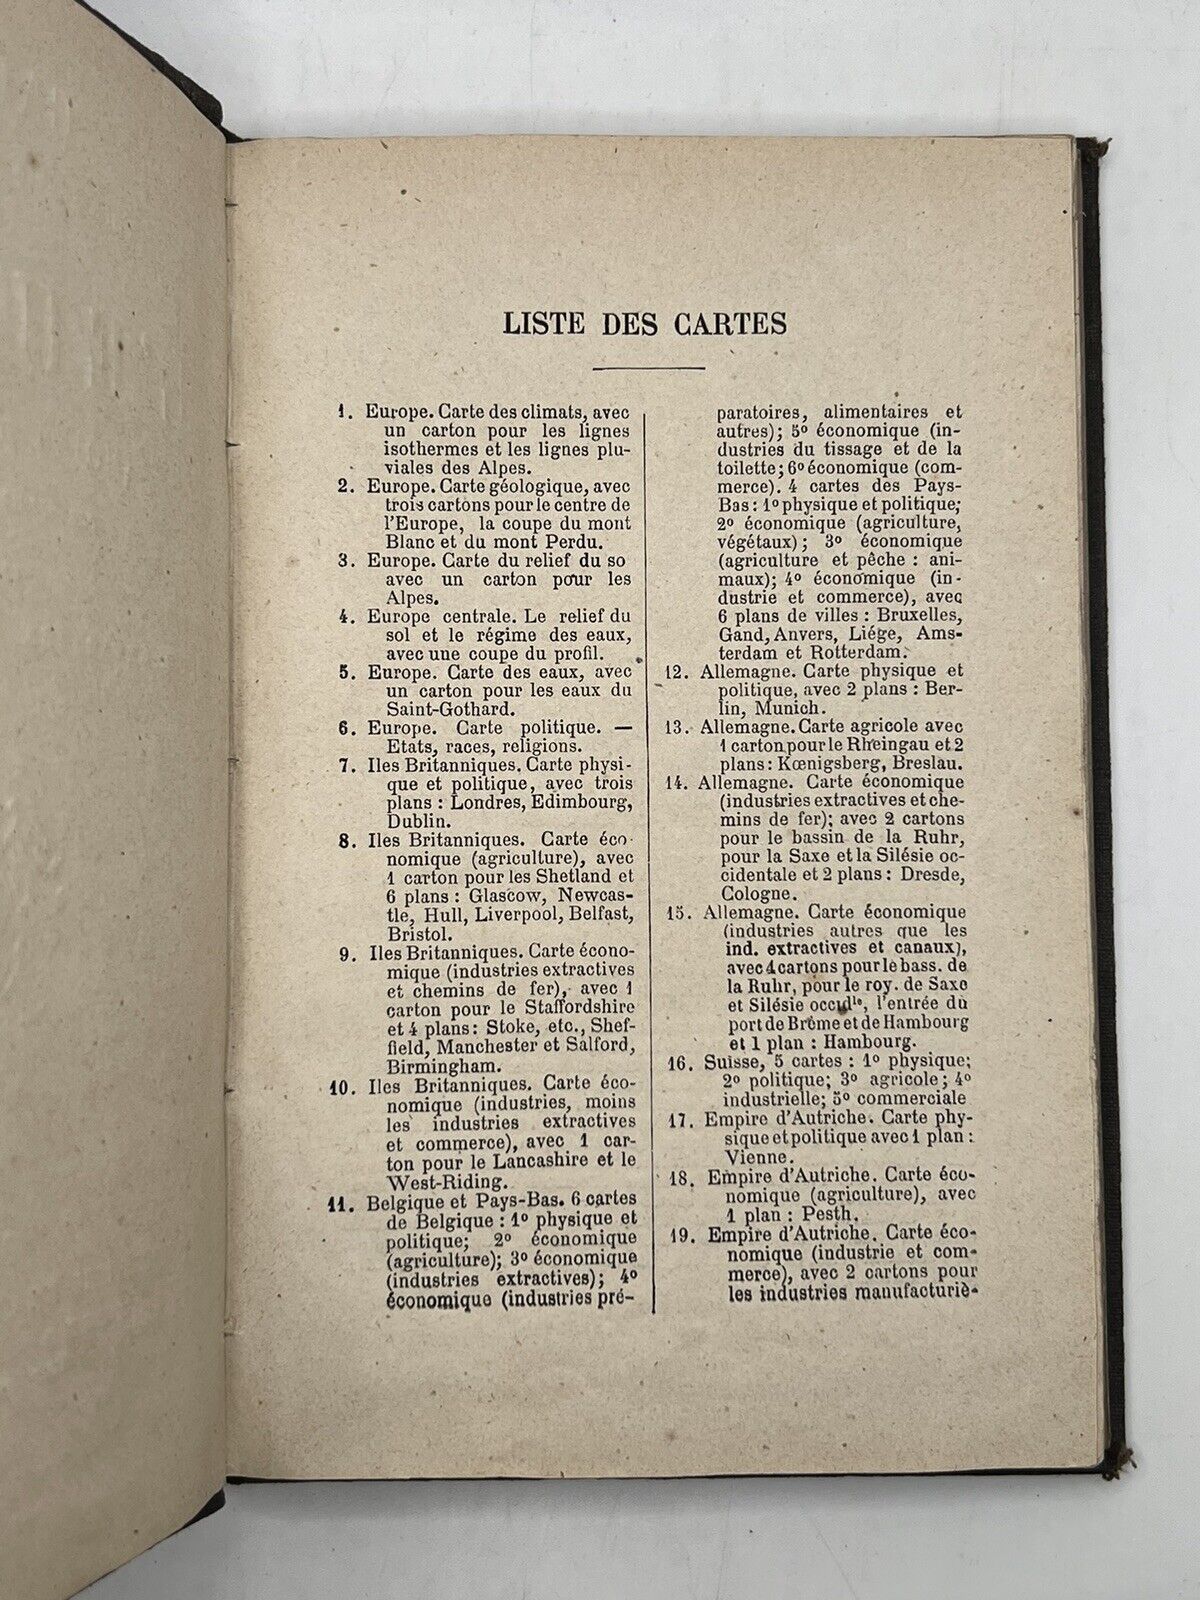 LISTE DES CARTES
1. Europe. Carte des climats, avec
un carton pour les lignes
isothermes et les lignes plu-
viales des Alpes.
2. Europe. Carte géologique, avec
trois cartons pour le centre de
l'Europe, la coupe du mont
Blanc et du mont Perdu.
3. Europe. Carte du relief du so
avec un carton pour les
Alpes.
4. Europe centrale. Le relief du
sol et le régime des eaux,
avec une coupe du profil.
5. Europe. Carte des eaux, avec
un carton pour les eaux du
Saint-Gothard.
6. Europe. Carte politique. —
Etats, races, religions.
7. Iles Britanniques. Carte physi-
que et politique, avec trois
plans : Londres, Edimbourg,
Dublin.
8. Iles Britanniques. Carte éco-
nomique (agriculture), avec
1 carton pour les Shetland et
6 plans : Glascow, Newcas-
tle, Hull, Liverpool, Belfast,
Bristol.
9. Iles Britanniques. Carte écono-
mique (industries extractives
et chemins de fer), avec 1
carton pour le Staffordshire
et 4 plans : Stoke, etc., Shef-
field, Manchester et Salford,
Birmingham.
10. Iles Britanniques. Carte éco-
nomique (industries, moins
les industries extractives
et commerce), avec 1 car-
ton pour le Lancashire et le
West-Riding.
11. Belgique et Pays-Bas. 6 cartes
de Belgique : 1º physique et
politique; 2º économique
(agriculture); 3º économique
(industries extractives); 4º
économique (industries pré-
paratoires, alimentaires et
autres); 5º économique (in-
dustries du tissage et de la
toilette; 6º économique (com-
merce). 4 cartes des Pays-
Bas : 1º physique et politique;
2º économique (agriculture,
végétaux); 3º économique
(agriculture et pêche : ani-
maux); 4º économique (in-
dustrie et commerce), avec
6 plans de villes : Bruxelles,
Gand, Anvers, Liége, Ams-
terdam et Rotterdam.
12. Allemagne. Carte physique et
politique, avec 2 plans : Ber-
lin, Munich.
13. Allemagne. Carte agricole avec
1 carton pour le Rheingau et 2
plans : Kœnigsberg, Breslau.
14. Allemagne. Carte économique
(industries extractives et che-
mins de fer); avec 2 cartons
pour le bassin de la Ruhr,
pour la Saxe et la Silésie oc-
cidentale et 2 plans : Dresde,
Cologne.
15. Allemagne. Carte économique
(industries autres que les
ind. extractives et canaux),
avec 4 cartons pour le bass. de
la Ruhr, pour le roy. de Saxe
et Silésie occidle, l'entrée du
port de Brême et de Hambourg
et 1 plan : Hambourg.
16. Suisse, 5 cartes : 1º physique;
2º politique; 3º agricole; 4º
industrielle; 5º commerciale
17. Empire d'Autriche. Carte phy-
sique et politique avec 1 plan :
Vienne.
18. Empire d'Autriche. Carte éco-
nomique (agriculture), avec
1 plan : Pesth.
19. Empire d'Autriche. Carte éco-
nomique (industrie et com-
merce), avec 2 cartons pour
les industries manufacturiè-